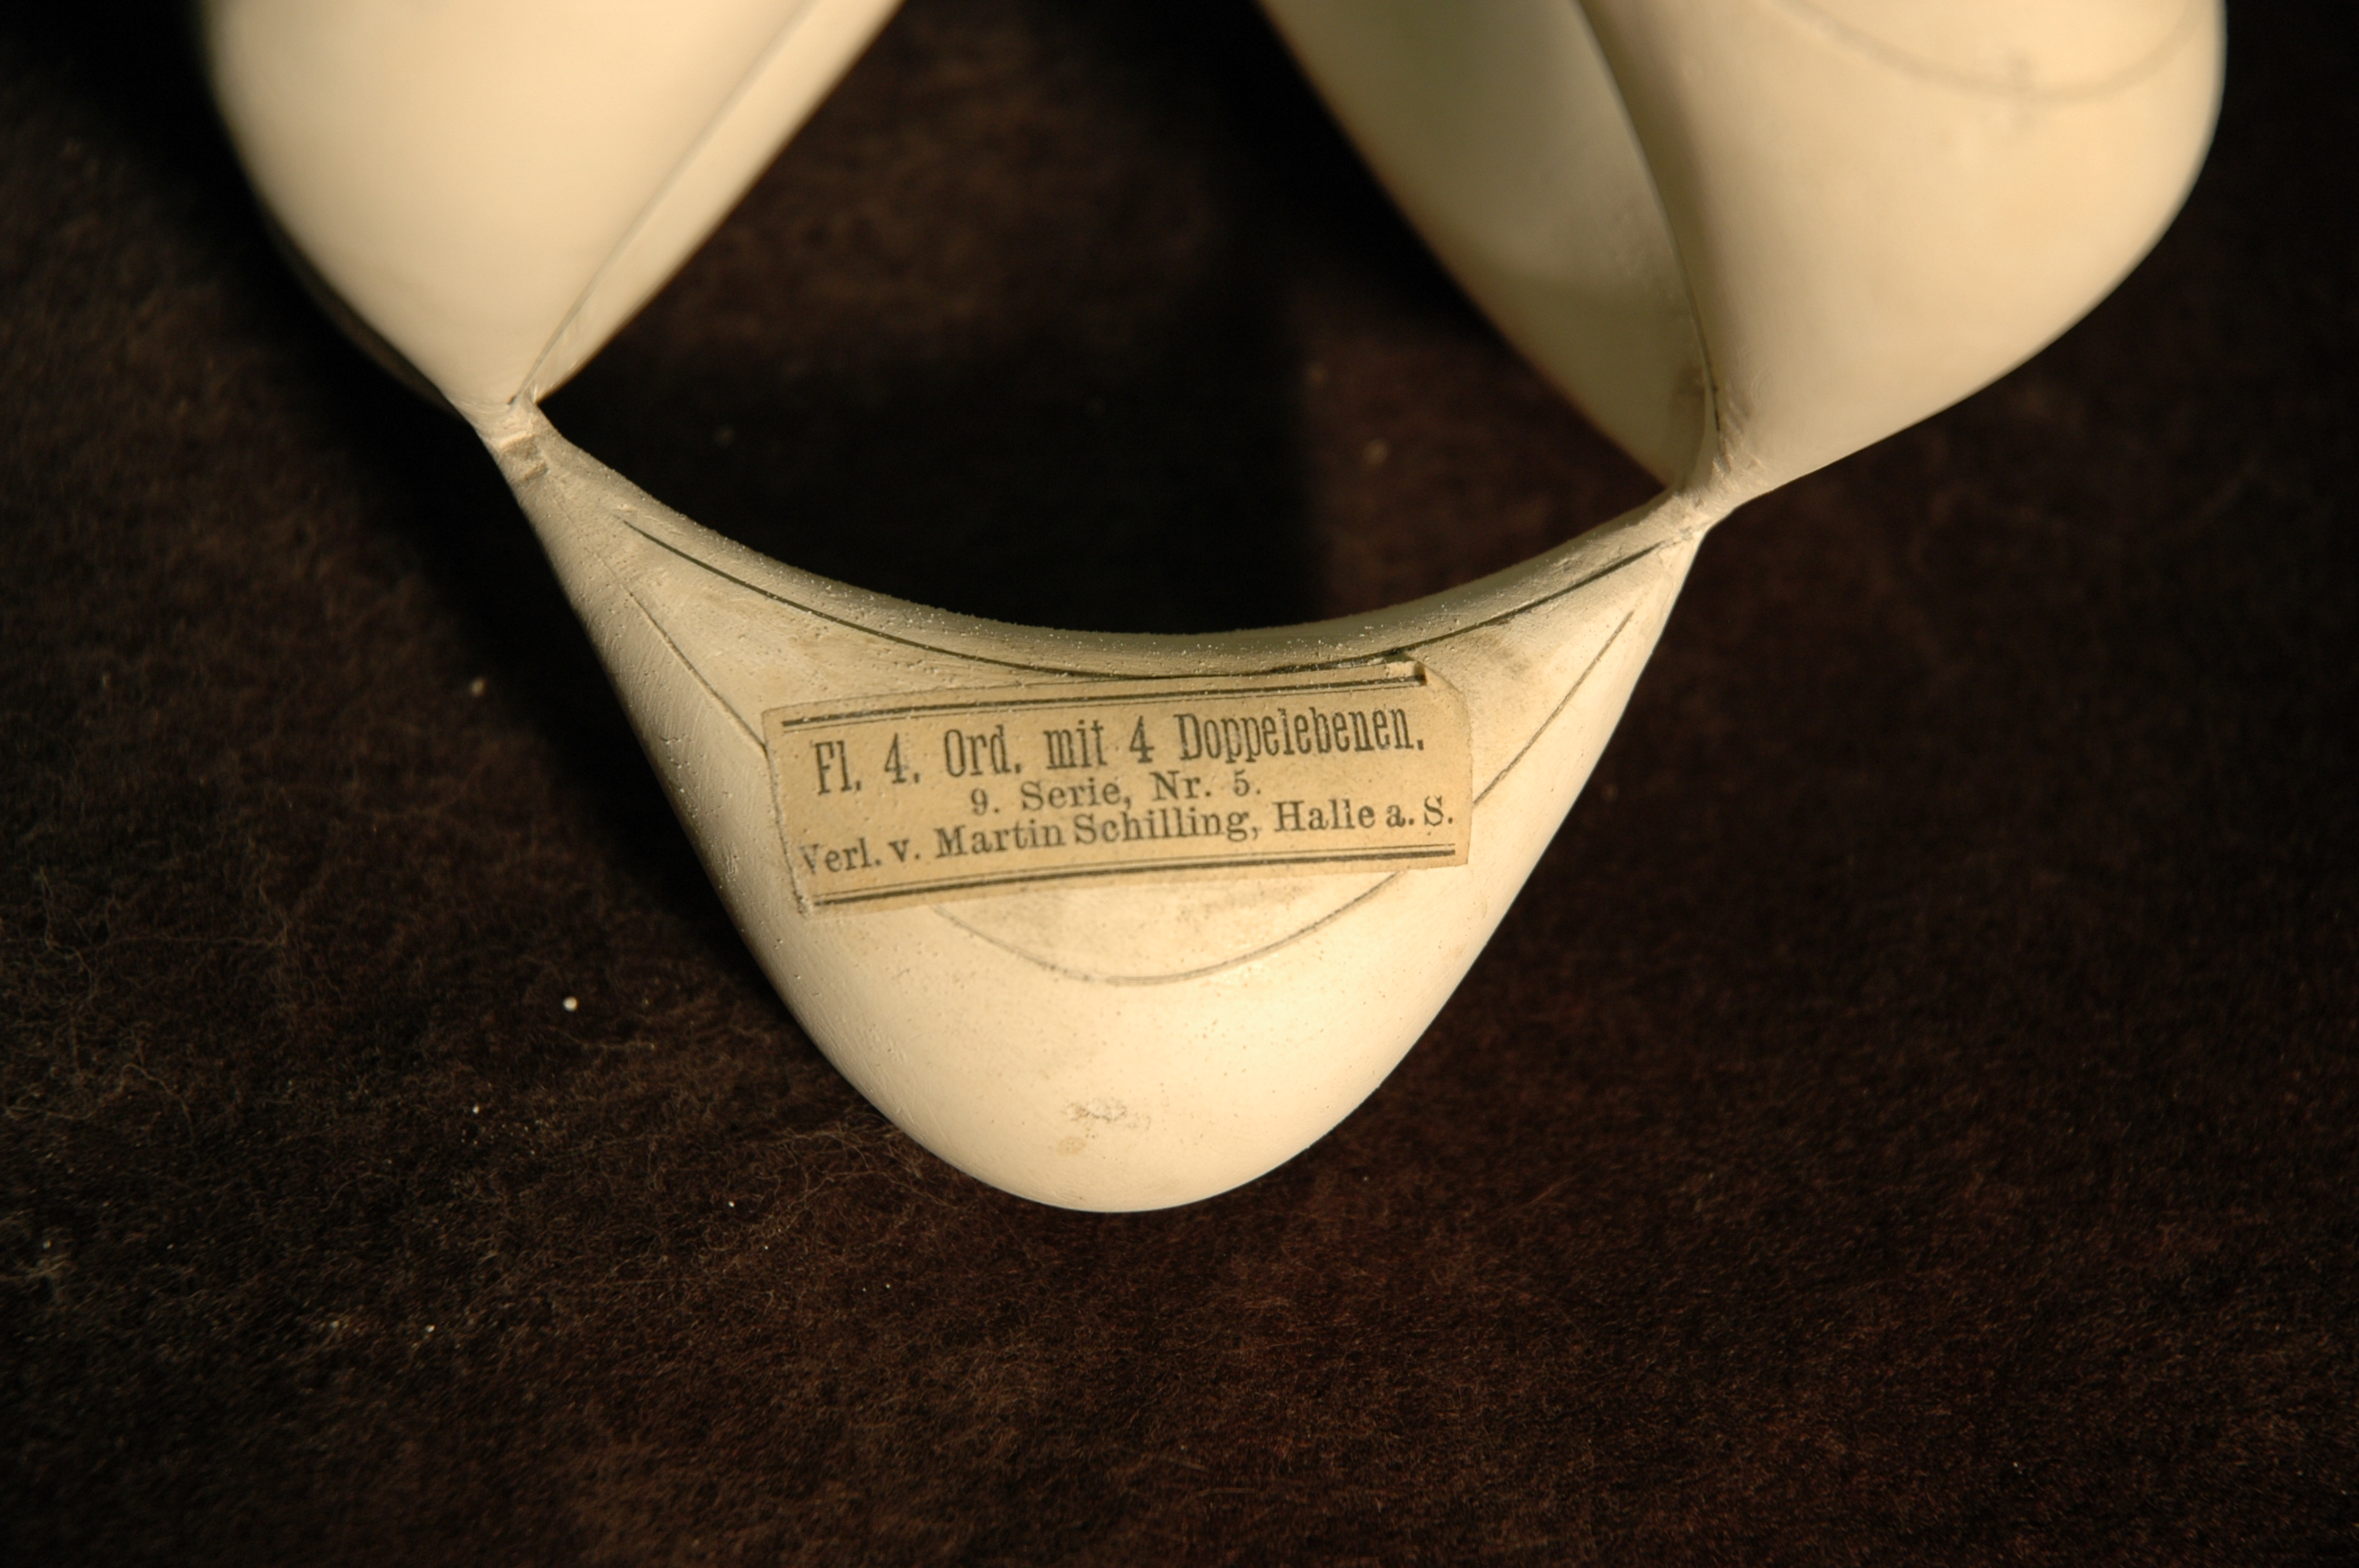 Fl. 4. Ord. mit 4 Doppelebenen.
9. Serie, Nr. 5.
Verl. v. Martin Schilling, Halle a. S.